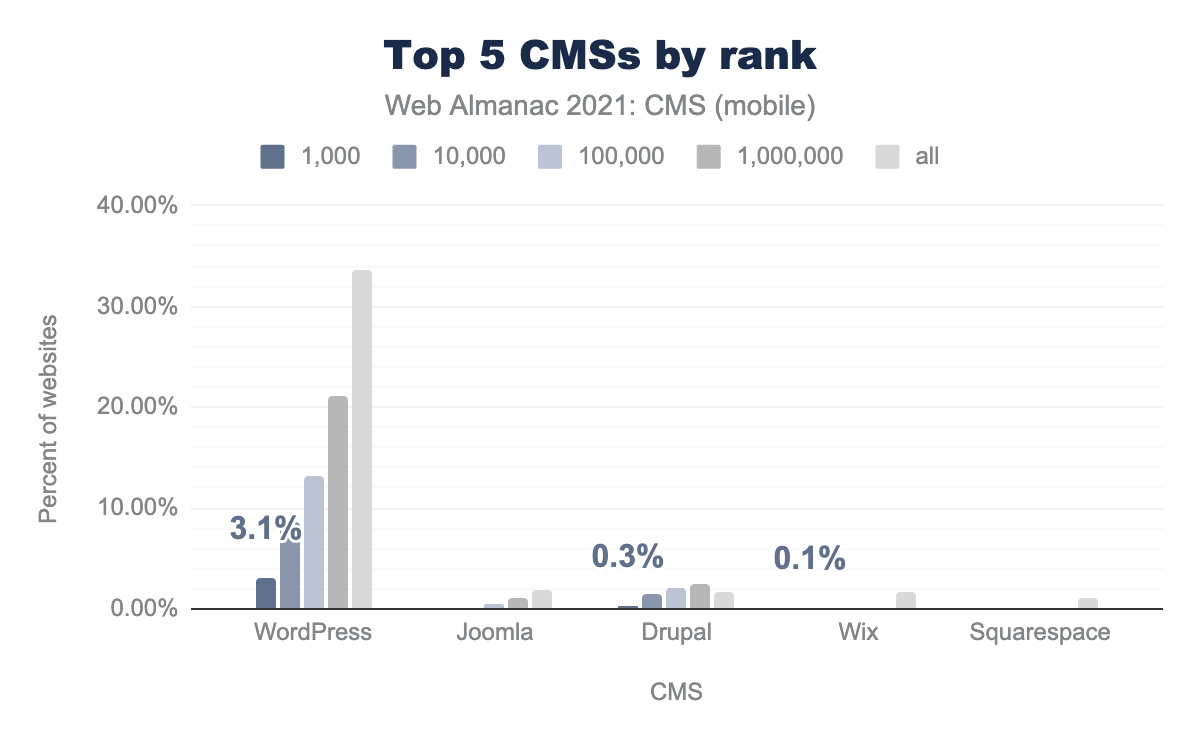 Top 5 CMSs by rank
Web Almanac 2021: CMS (mobile)
1,000 10,000 100,000 1,000,000 all
40.00%
30.00%
20.00%
10.00%
0.00%
Percent of websites
3.1%
0.3%
0.1%
WordPress Joomla Drupal Wix Squarespace
CMS